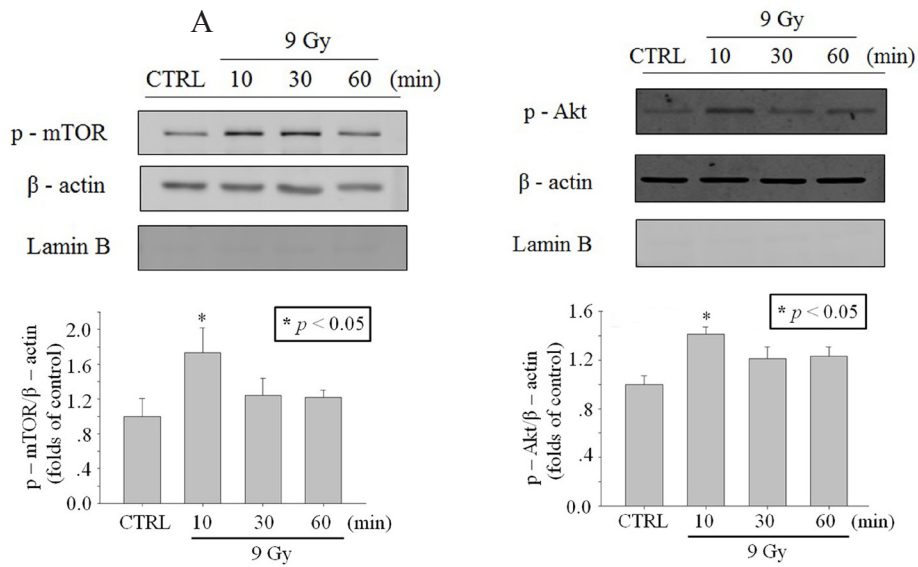 A
9 Gy
CTRL 10 30 60 (min)
p - mTOR
β - actin
Lamin B
2.0
1.6
1.2
.8
.4
0.0
p – mTOR/β – actin
(folds of control)
*
* p < 0.05
CTRL 10 30 60 (min)
9 Gy
9 Gy
CTRL 10 30 60 (min)
p - Akt
β - actin
Lamin B
1.6
1.2
.8
.4
0.0
p – Akt/β – actin
(folds of control)
*
* p < 0.05
CTRL 10 30 60 (min)
9 Gy